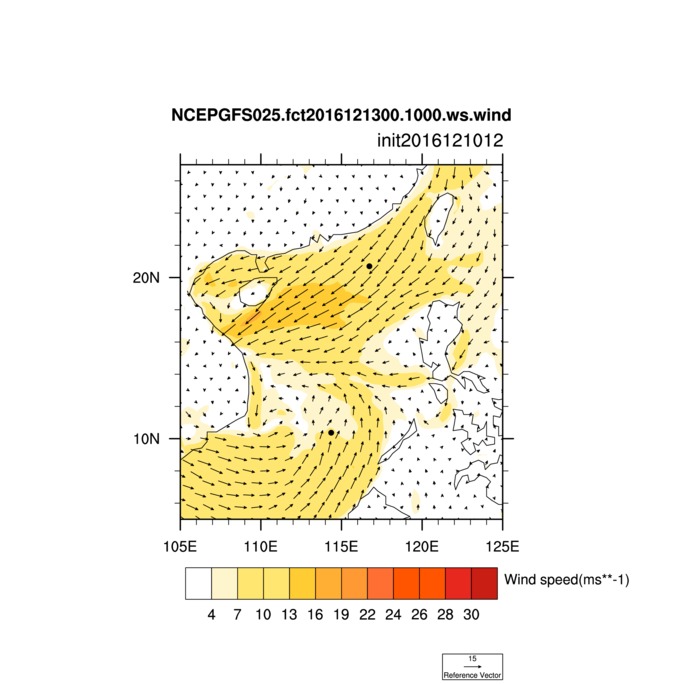 NCEPGFS025.fct2016121300.1000.ws.wind
init2016121012
20N
10N
105E 110E 115E 120E 125E
Wind speed(ms**-1)
4 7 10 13 16 19 22 24 26 28 30
15
Reference Vector